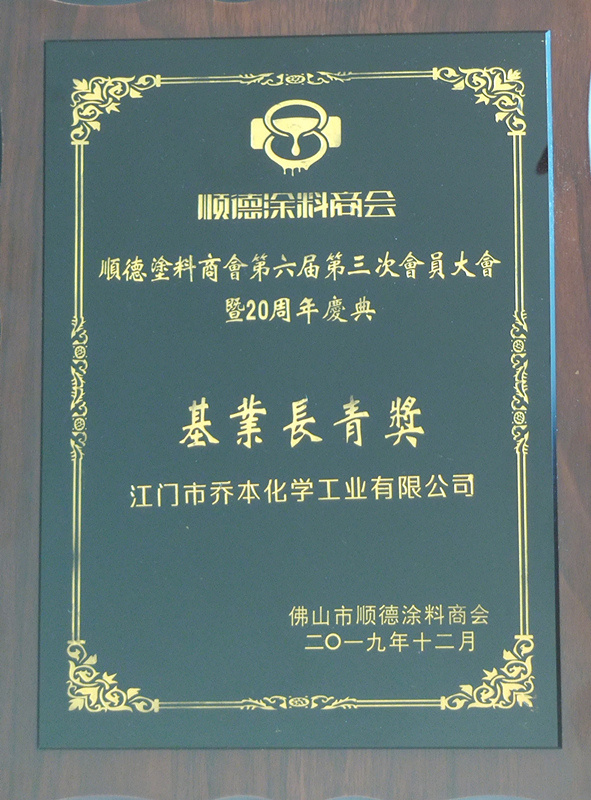 顺德涂料商会
順德塗料商會第六届第三次會員大會
暨20周年慶典
基業長青獎
江门市乔本化学工业有限公司
佛山市顺德涂料商会
二〇一九年十二月